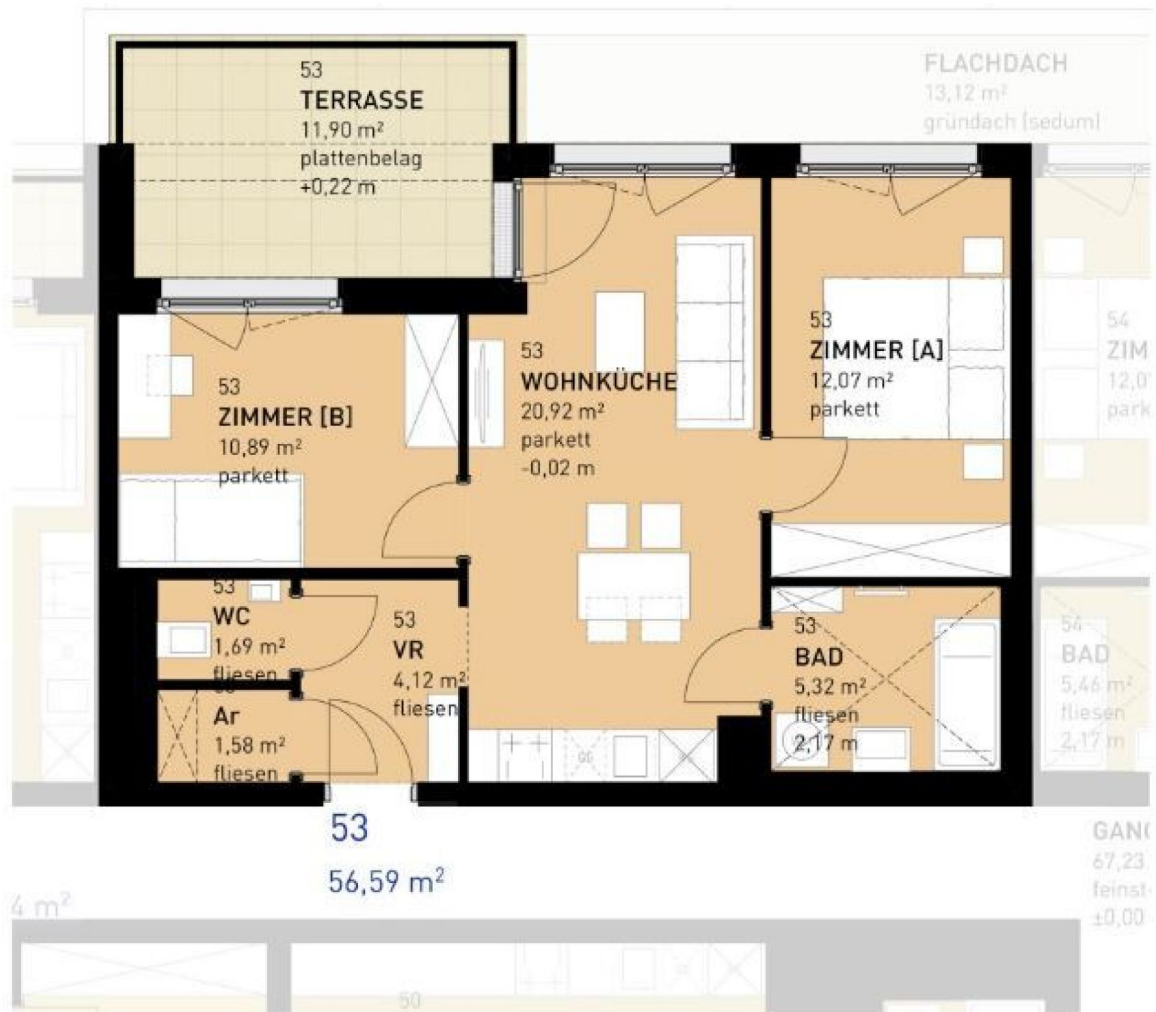 53
TERRASSE
11,90 m²
plattenbelag
+0,22 m
FLACHDACH
13,12 m²
gründach (sedum)
53
ZIMMER [B]
10,89 m²
parkett
53
WOHNKÜCHE
20,92 m²
parkett
-0,02 m
53
ZIMMER [A]
12,07 m²
parkett
54
ZIM
12,0
park
53
WC
1,69 m²
fliesen
Ar
1,58 m²
fliesen
53
VR
4,12 m²
fliesen
GG
53
BAD
5,32 m²
fliesen
2,17 m
54
BAD
5,46 m²
fliesen
2,17 m
53
56,59 m²
GANG
67,23
feinst-
±0,00
4 m²
50